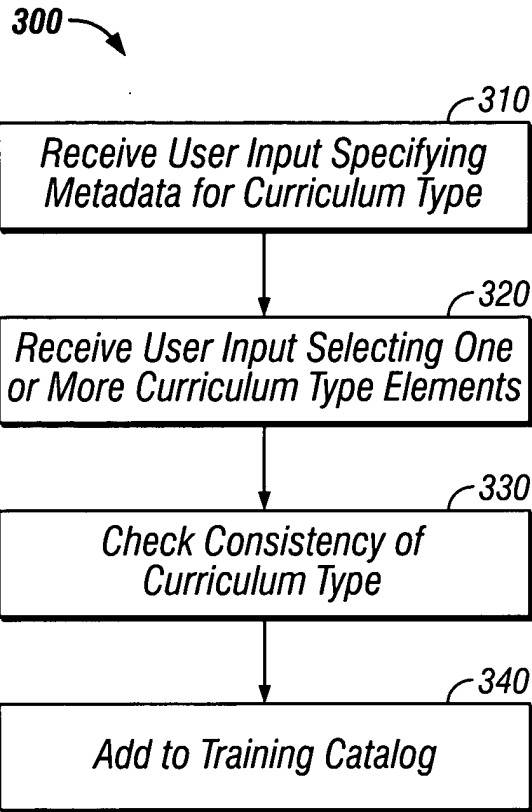 300
310
Receive User Input Specifying
Metadata for Curriculum Type
320
Receive User Input Selecting One
or More Curriculum Type Elements
330
Check Consistency of
Curriculum Type
340
Add to Training Catalog